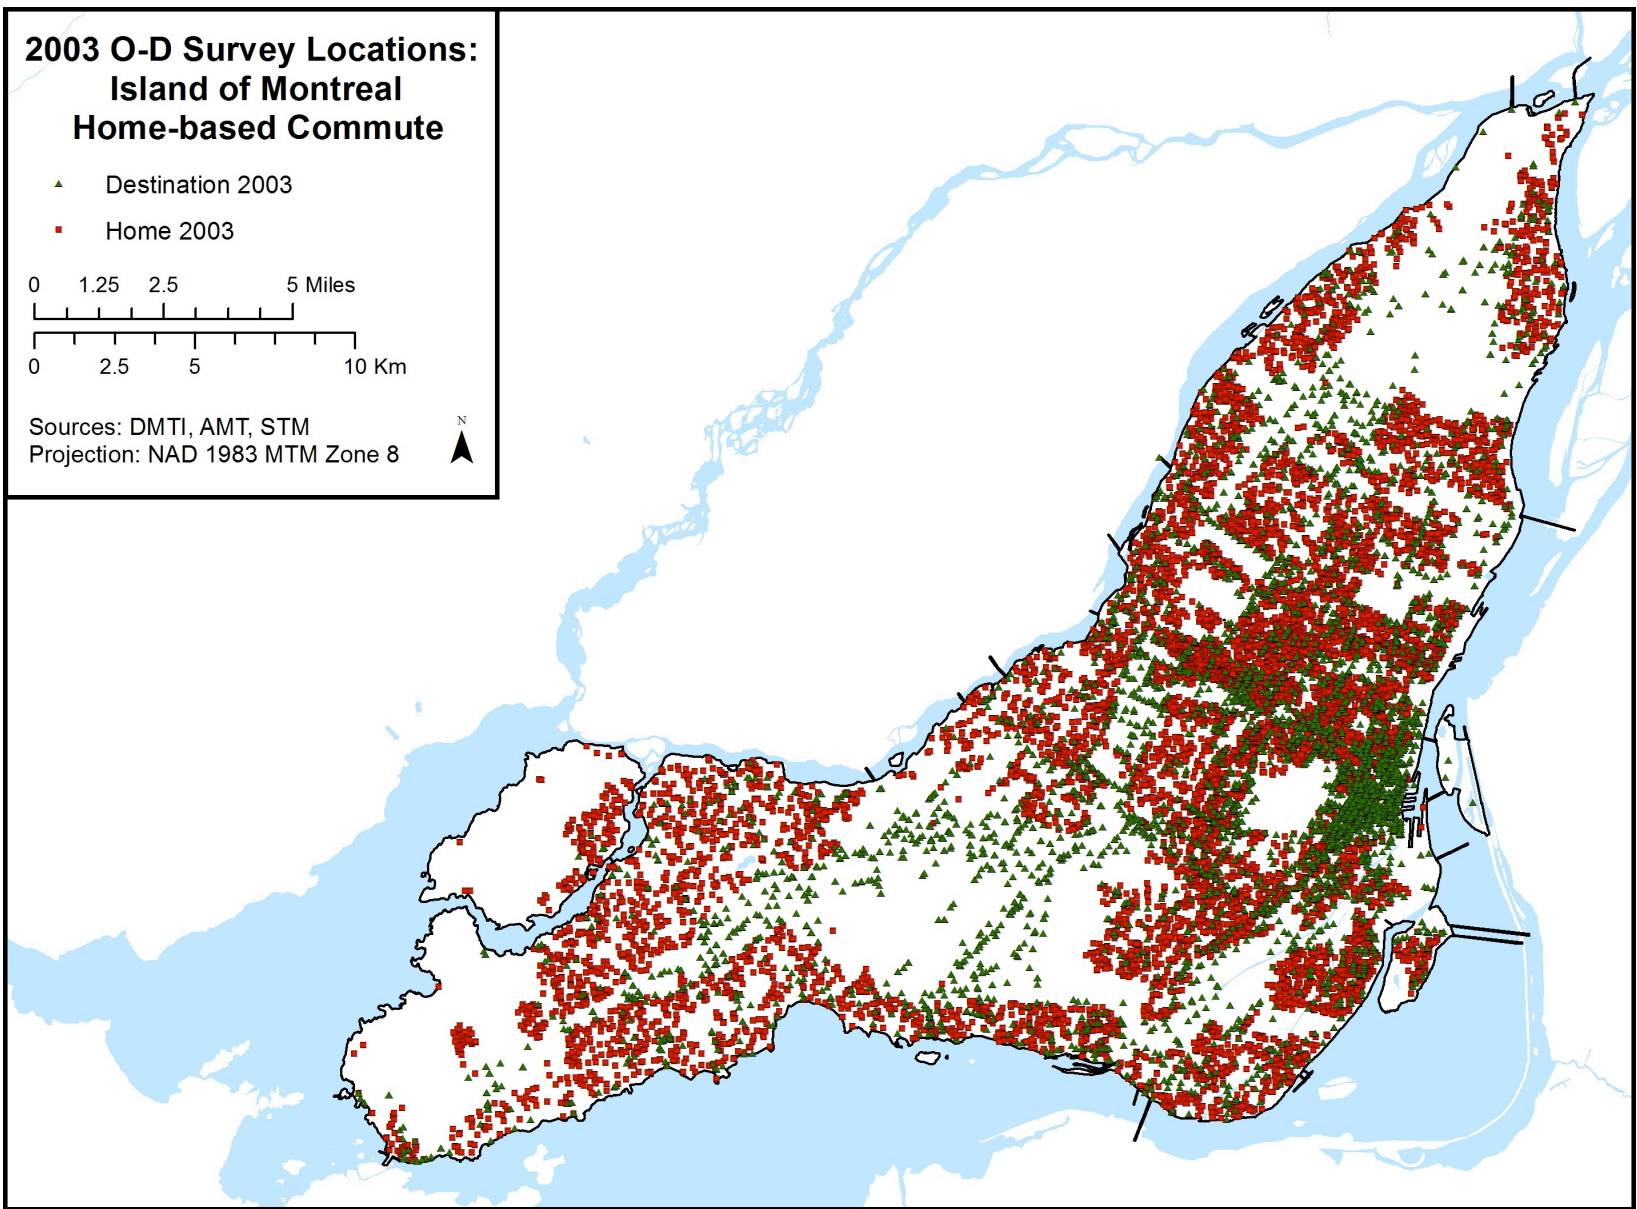 2003 O-D Survey Locations:
Island of Montreal
Home-based Commute
Destination 2003
Home 2003
0 1.25 2.5 5 Miles
0 2.5 5 10 Km
Sources: DMTI, AMT, STM
Projection: NAD 1983 MTM Zone 8
N